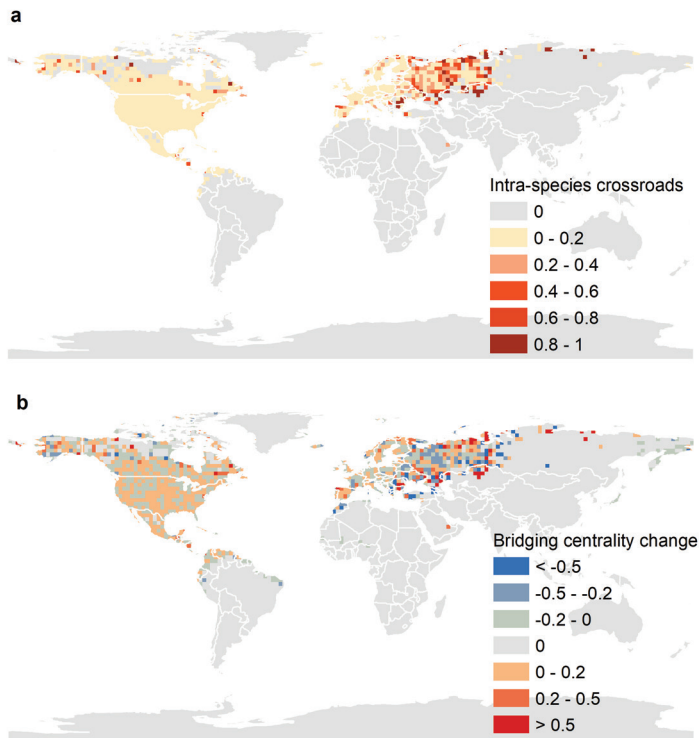 a
Intra-species crossroads
0
0 - 0.2
0.2 - 0.4
0.4 - 0.6
0.6 - 0.8
0.8 - 1
b
Bridging centrality change
< -0.5
-0.5 - -0.2
-0.2 - 0
0
0 - 0.2
0.2 - 0.5
> 0.5